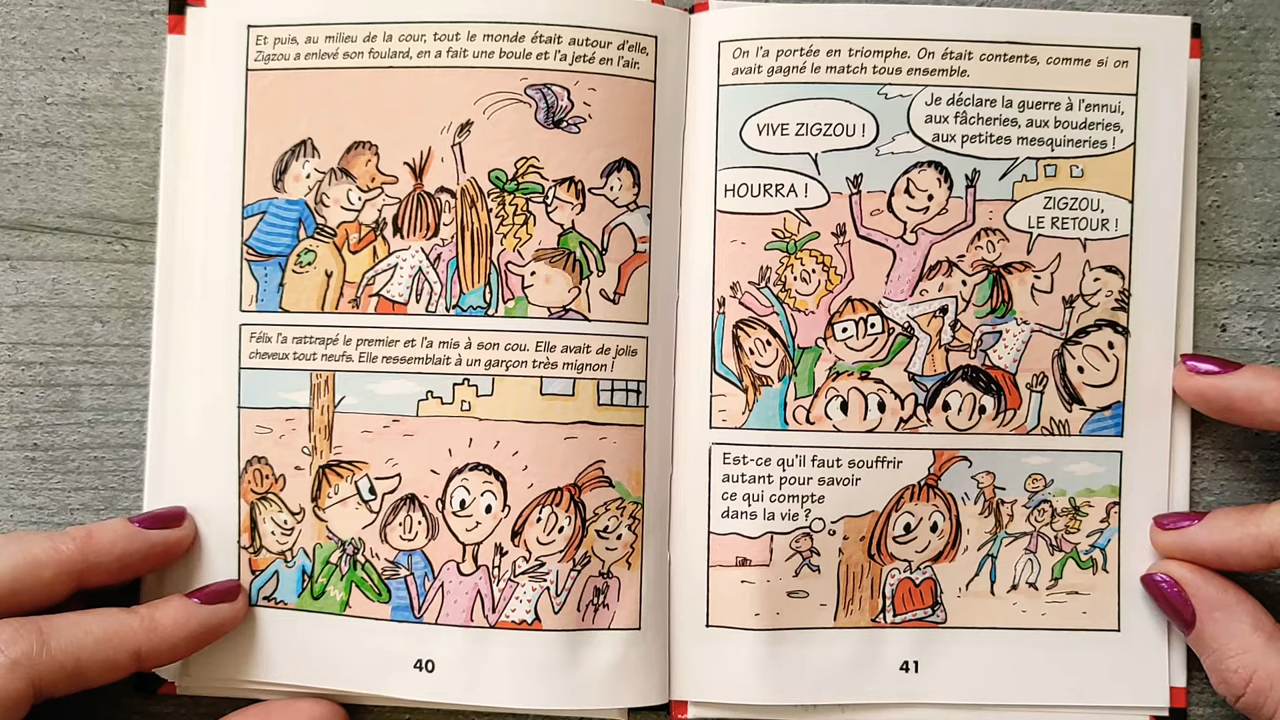 Et puis, au milieu de la cour, tout le monde était autour d'elle,
Zigzou a enlevé son foulard, en a fait une boule et l'a jeté en l'air.
Félix l'a rattrapé le premier et l'a mis à son cou. Elle avait de jolis
cheveux tout neufs. Elle ressemblait à un garçon très mignon !
40
On l'a portée en triomphe. On était contents, comme si on
avait gagné le match tous ensemble.
VIVE ZIGZOU !
Je déclare la guerre à l'ennui,
aux fâcheries, aux bouderies,
aux petites mesquineries !
HOURRA !
ZIGZOU,
LE RETOUR !
Est-ce qu'il faut souffrir
autant pour savoir
ce qui compte
dans la vie ?
41